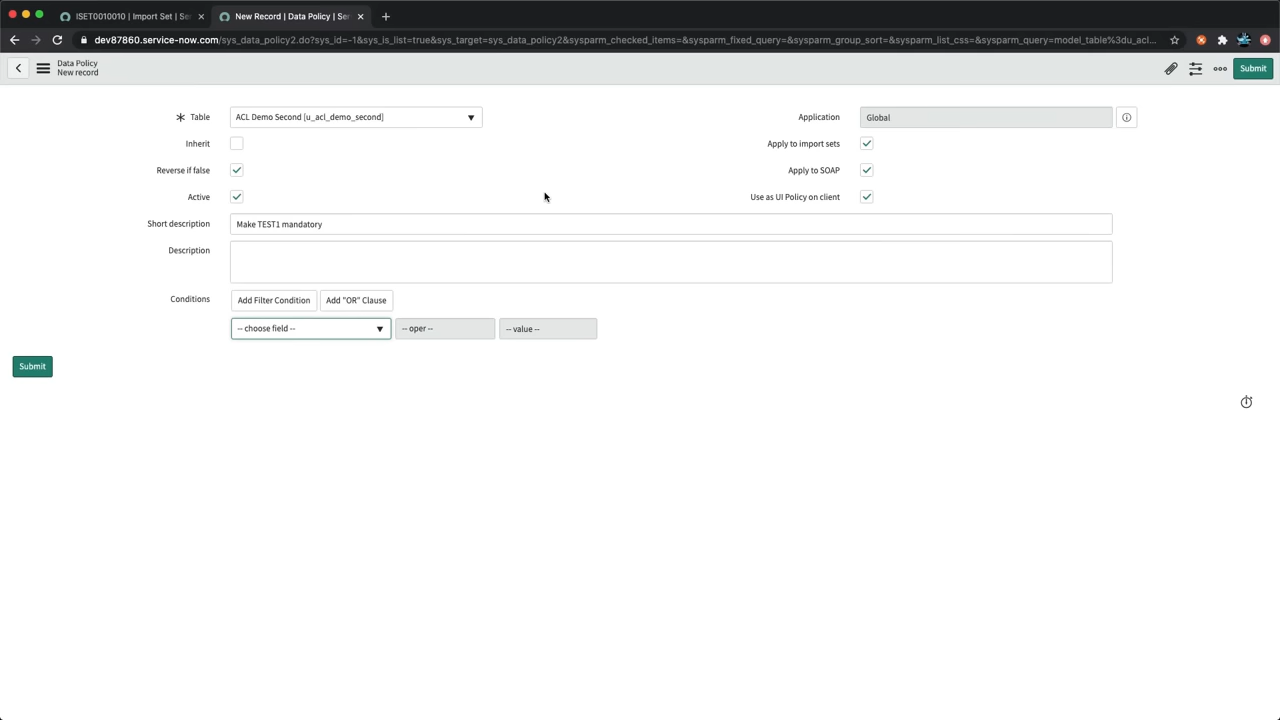 ISET0010010 | Import Set | Ser
New Record | Data Policy | Se
dev87860.service-now.com/sys_data_policy2.do?sys_id=-1&sys_is_list=true&sys_target=sys_data_policy2&sysparm_checked_items=&sysparm_fixed_query=&sysparm_group_sort=&sysparm_list_css=&sysparm_query=model_table%3du_acl...
Data Policy
New record
Submit
Table
ACL Demo Second [u_acl_demo_second]
Application
Global
Inherit
Apply to import sets
Reverse if false
Apply to SOAP
Active
Use as UI Policy on client
Short description
Make TEST1 mandatory
Description
Conditions
Add Filter Condition
Add "OR" Clause
-- choose field --
-- oper --
-- value --
Submit